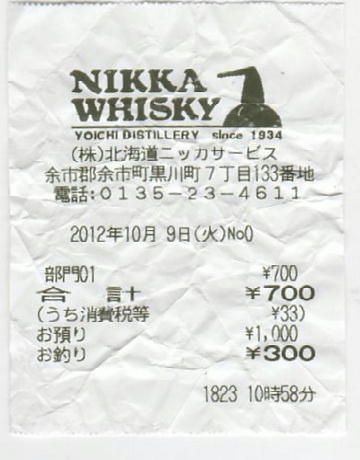 NIKKA
WHISKY
YOICHI DISTILLERY since 1934
(株)北海道ニッカサービス
余市郡余市町黒川町7丁目133番地
電話:0135-23-4611
2012年10月 9日(火)No0
部門01 ¥700
合 計 ¥700
(うち消費税等 ¥33)
お預り ¥1,000
お釣り ¥300
1823 10時58分